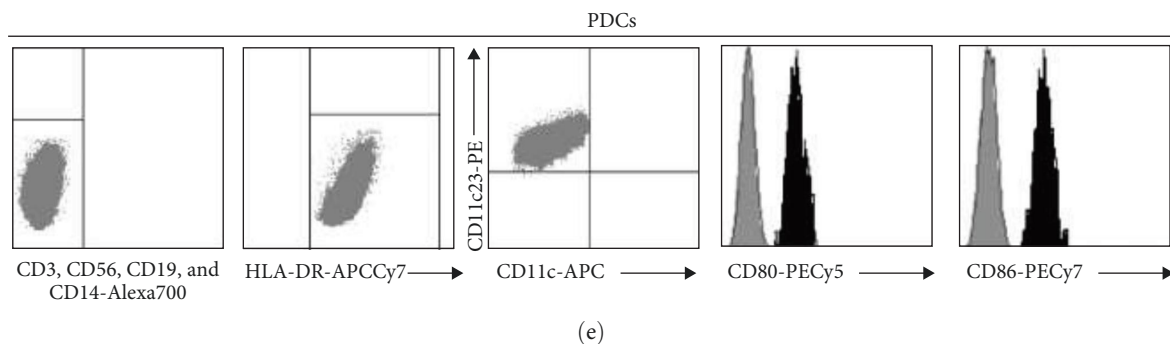 PDCs
CD11c23-PE
CD3, CD56, CD19, and
CD14-Alexa700
HLA-DR-APCCy7
CD11c-APC
CD80-PECy5
CD86-PECy7
(e)